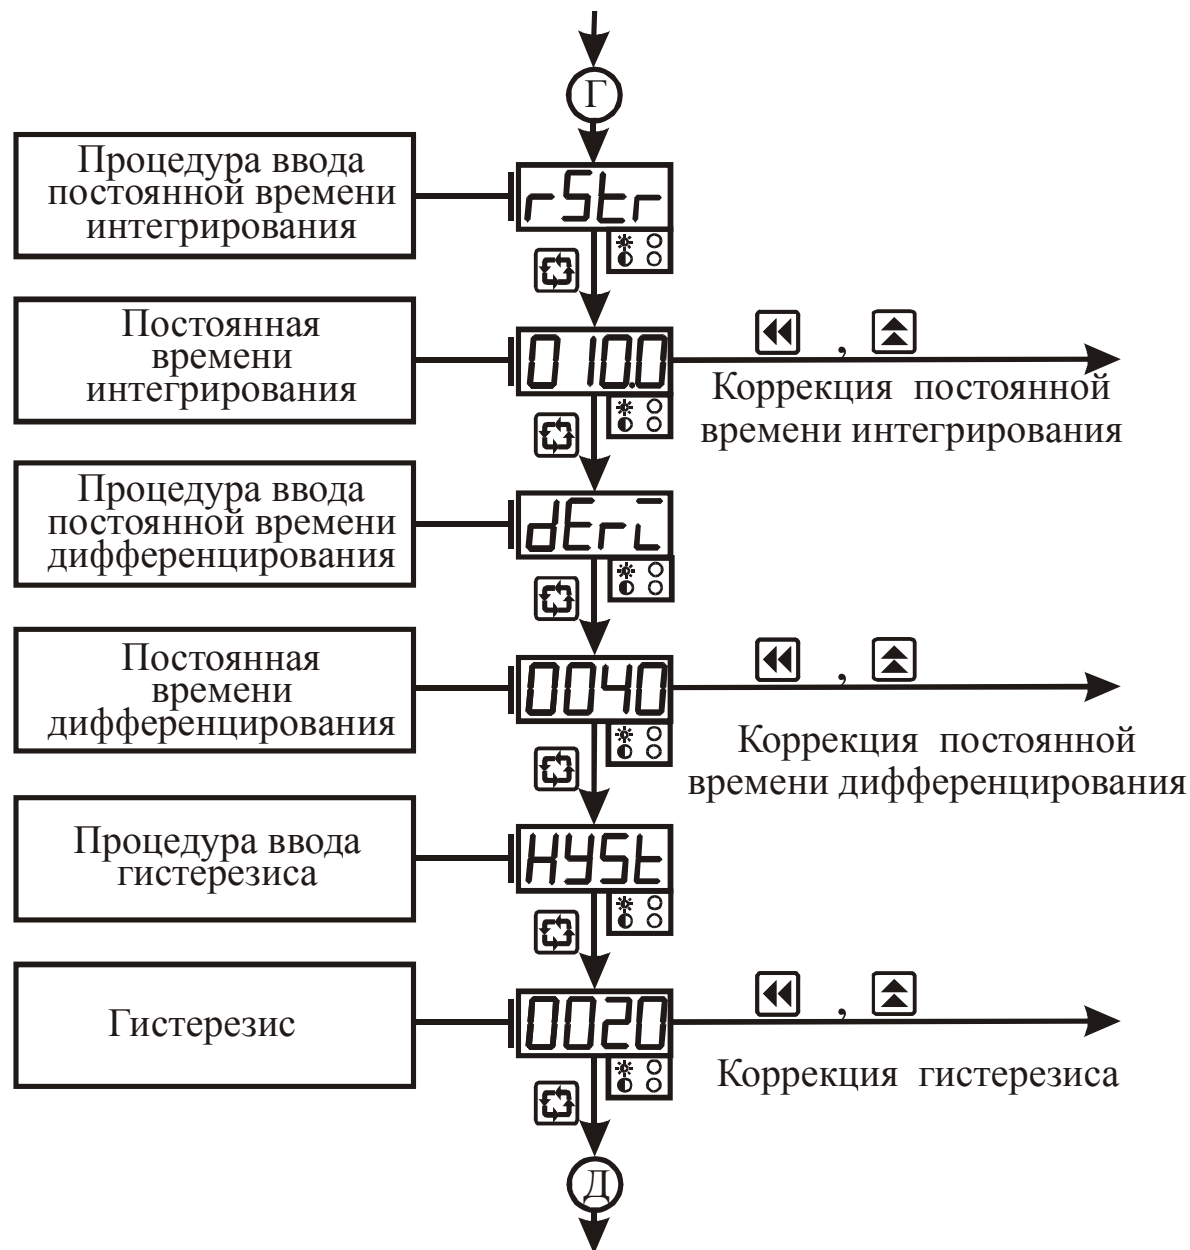 Г
Процедура ввода
постоянной времени
интегрирования
rStr
Постоянная
времени
интегрирования
010.0
,
Коррекция постоянной
времени интегрирования
Процедура ввода
постоянной времени
дифференцирования
dEri
Постоянная
времени
дифференцирования
0040
,
Коррекция постоянной
времени дифференцирования
Процедура ввода
гистерезиса
HYSt
Гистерезис
0020
,
Коррекция гистерезиса
Д